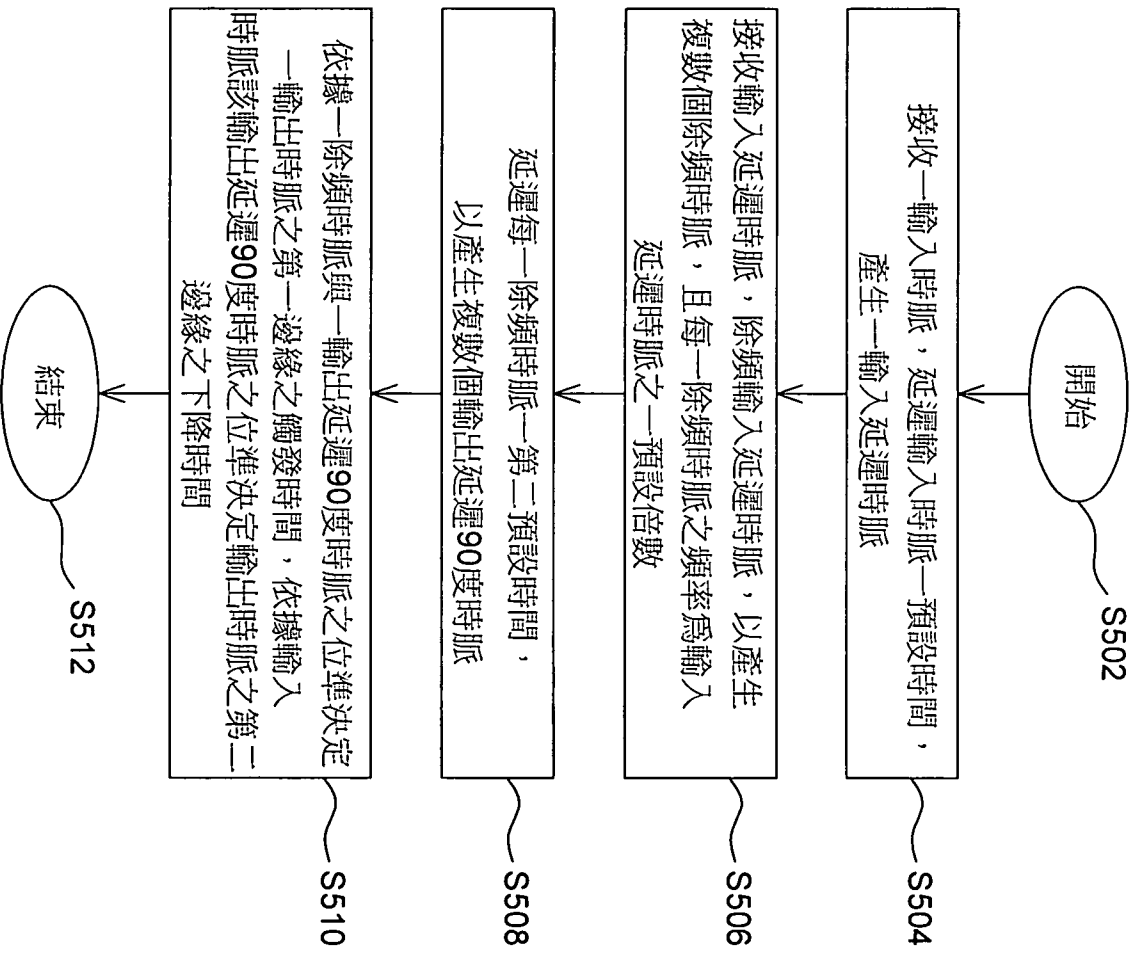 開始
S502
接收一輸入時脈，延遲輸入時脈一預設時間，
產生一輸入延遲時脈
S504
接收輸入延遲時脈，除頻輸入延遲時脈，以產生
複數個除頻時脈，且每一除頻時脈之頻率為輸入
延遲時脈之一預設倍數
S506
延遲每一除頻時脈一第二預設時間，
以產生複數個輸出延遲90度時脈
S508
依據一除頻時脈與一輸出延遲90度時脈之位準決定
一輸出時脈之第一邊緣之觸發時間，依據輸入
時脈該輸出延遲90度時脈之位準決定輸出時脈之第二
邊緣之下降時間
S510
結束
S512